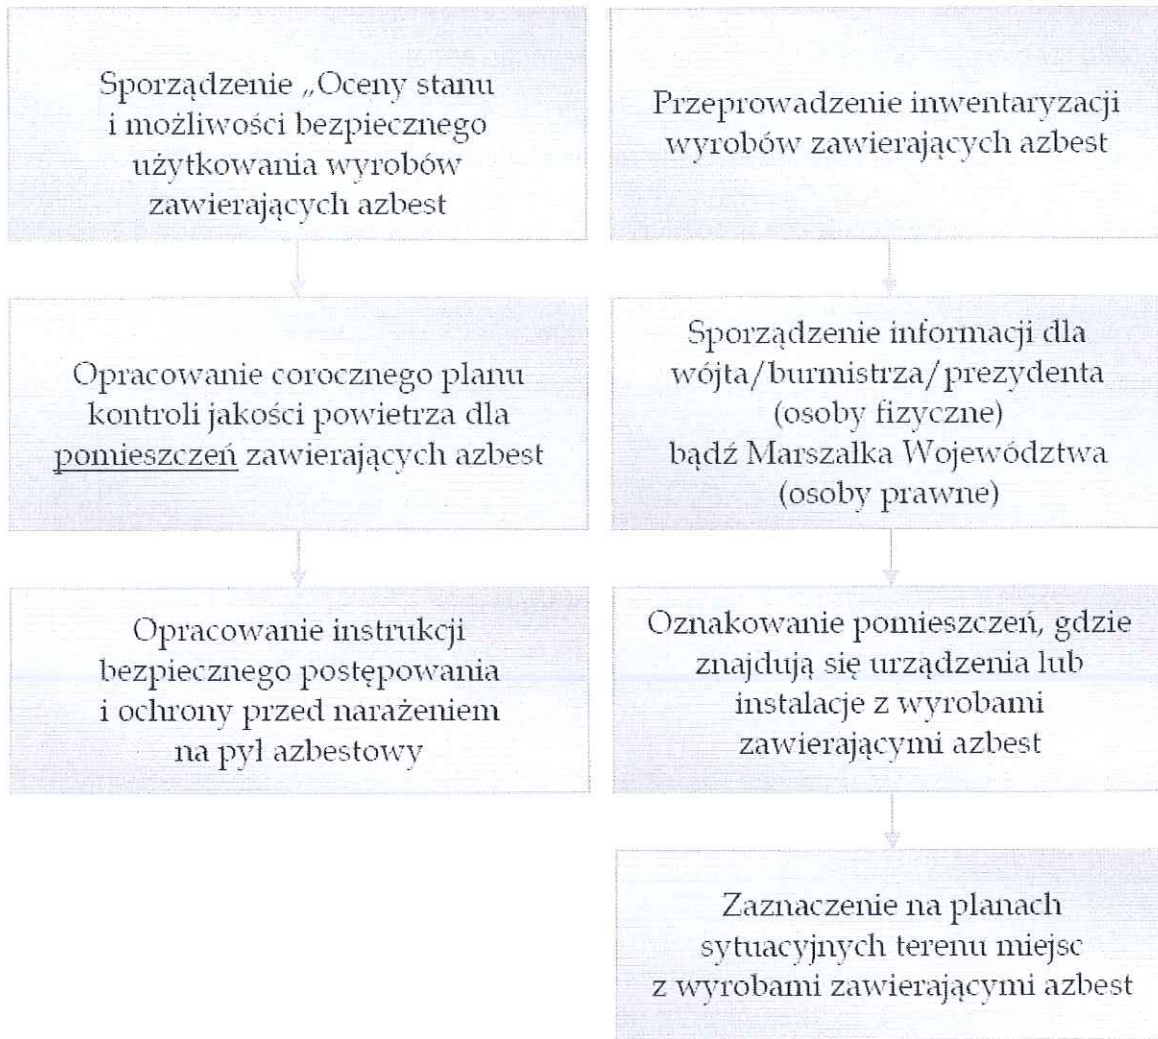 Sporządzenie „Oceny stanu
i możliwości bezpiecznego
użytkowania wyrobów
zawierających azbest
Opracowanie corocznego planu
kontroli jakości powietrza dla
pomieszczeń zawierających azbest
Opracowanie instrukcji
bezpiecznego postępowania
i ochrony przed narażeniem
na pył azbestowy
Przeprowadzenie inwentaryzacji
wyrobów zawierających azbest
Sporządzenie informacji dla
wójta/burmistrza/prezydenta
(osoby fizyczne)
bądź Marszałka Województwa
(osoby prawne)
Oznakowanie pomieszczeń, gdzie
znajdują się urządzenia lub
instalacje z wyrobami
zawierającymi azbest
Zaznaczenie na planach
sytuacyjnych terenu miejsc
z wyrobami zawierającymi azbest